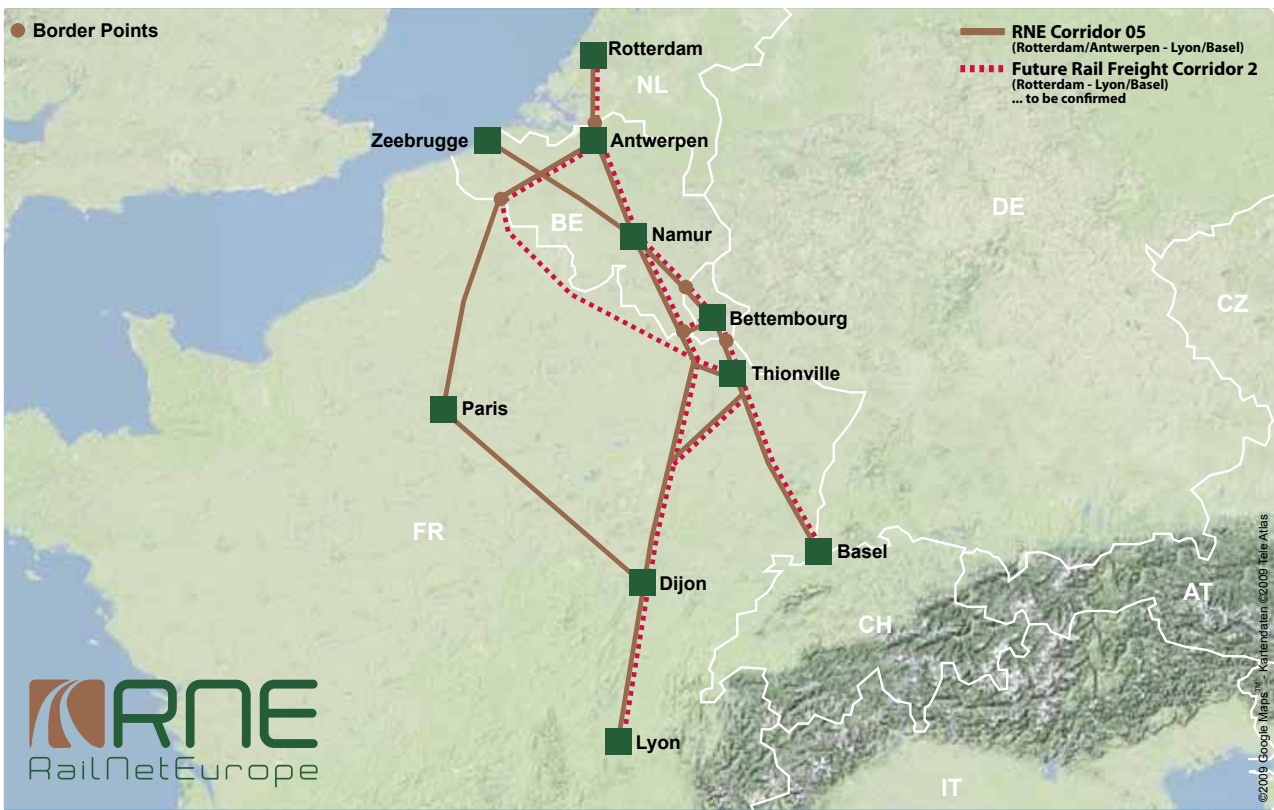 Border Points
RNE Corridor 05
(Rotterdam/Antwerpen - Lyon/Basel)
Future Rail Freight Corridor 2
(Rotterdam - Lyon/Basel)
... to be confirmed
Rotterdam
NL
Zeebrugge
Antwerpen
BE
DE
Namur
CZ
Bettembourg
Thionville
Paris
FR
Basel
Dijon
AT
CH
Lyon
IT
RNE
RailNetEurope
©2009 Google Maps™ - Kartendaten ©2009 Tele Atlas